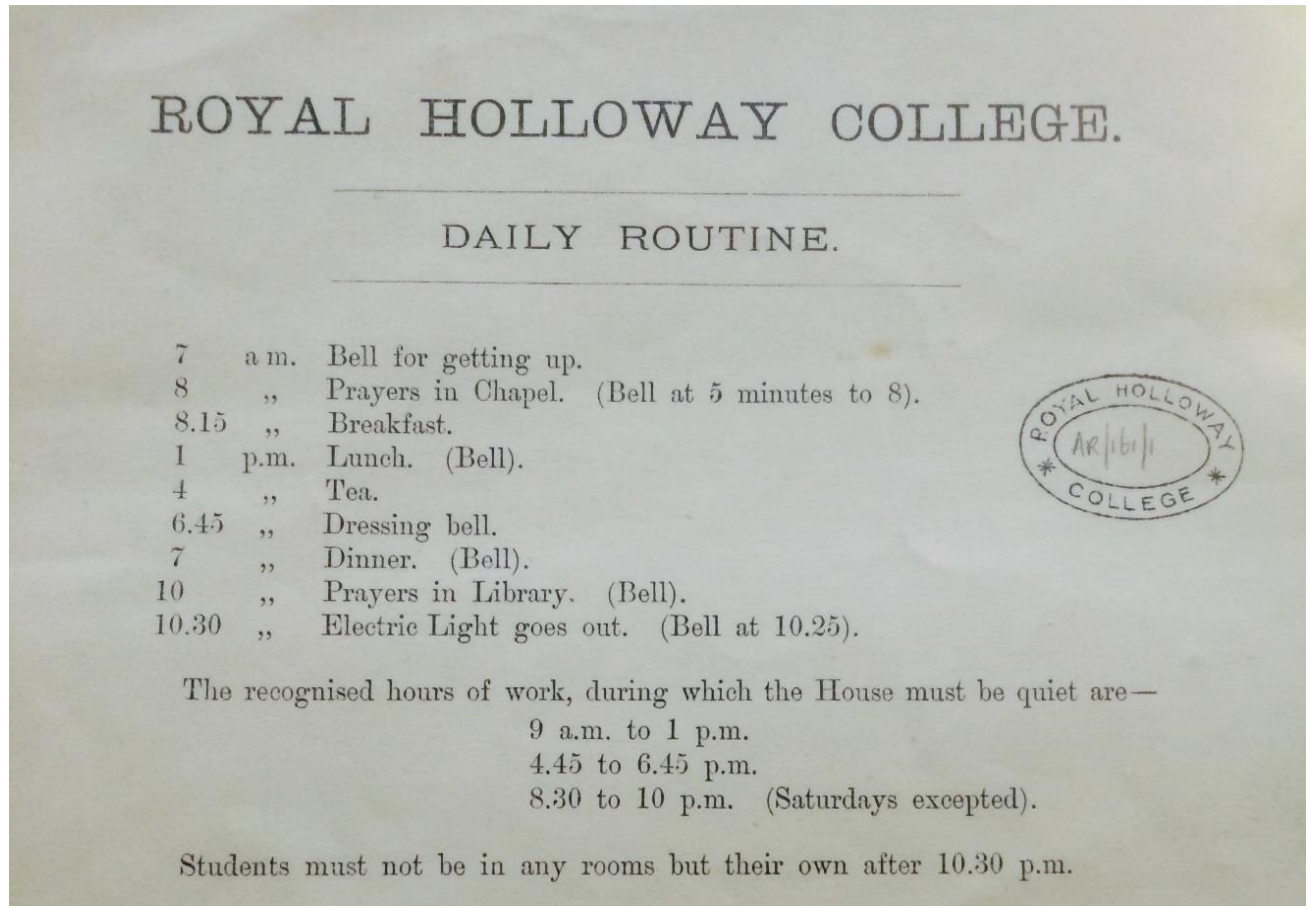 ROYAL HOLLOWAY COLLEGE.
DAILY ROUTINE.
7 a m. Bell for getting up.
8 „ Prayers in Chapel. (Bell at 5 minutes to 8).
8.15 „ Breakfast.
1 p.m. Lunch. (Bell).
4 „ Tea.
6.45 „ Dressing bell.
7 „ Dinner. (Bell).
10 „ Prayers in Library. (Bell).
10.30 „ Electric Light goes out. (Bell at 10.25).
ROYAL HOLLOWAY
AR/161/1
* COLLEGE *
The recognised hours of work, during which the House must be quiet are—
9 a.m. to 1 p.m.
4.45 to 6.45 p.m.
8.30 to 10 p.m. (Saturdays excepted).
Students must not be in any rooms but their own after 10.30 p.m.